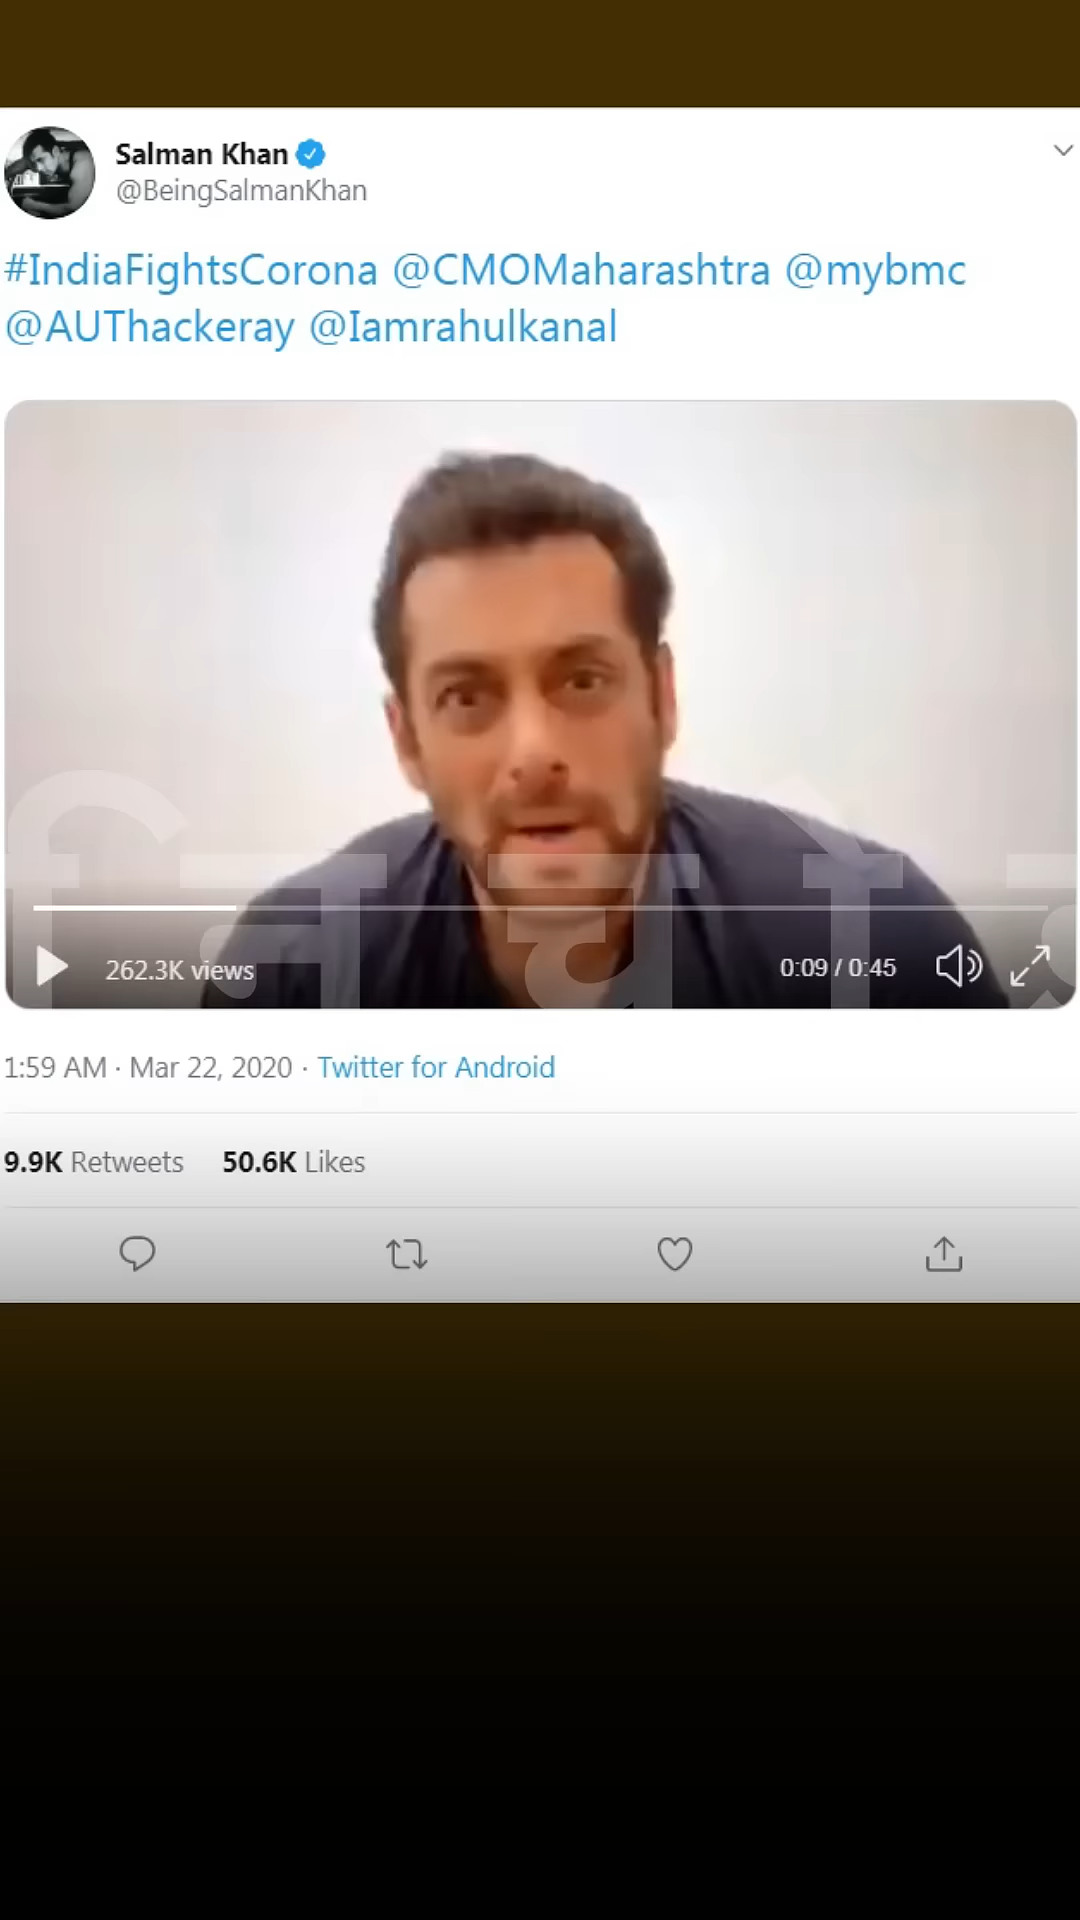 Salman Khan
@BeingSalmanKhan
#IndiaFightsCorona @CMOMaharashtra @mybmc
@AUThackeray @Iamrahulkanal
262.3K views
0:09 / 0:45
1:59 AM · Mar 22, 2020 · Twitter for Android
9.9K Retweets 50.6K Likes